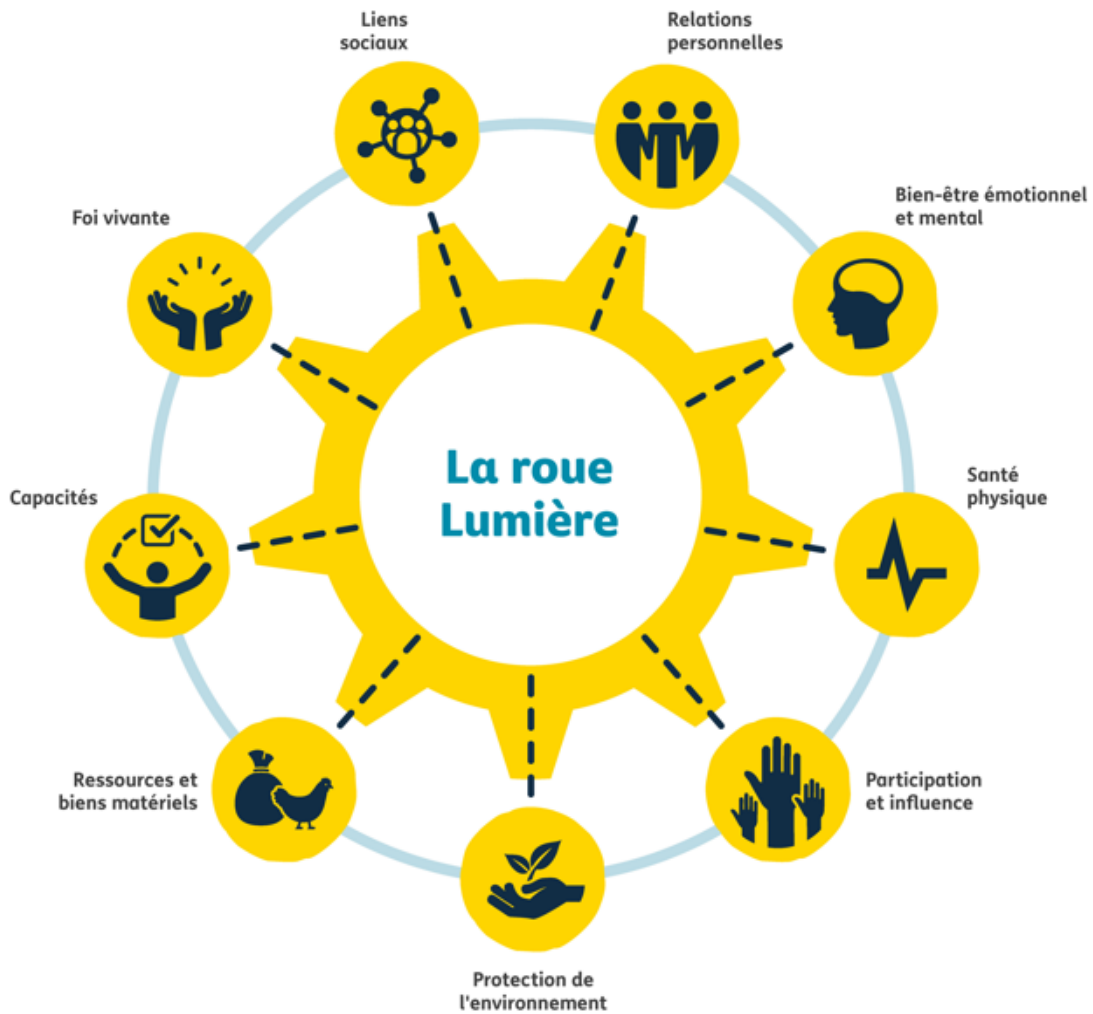 Liens
sociaux
Relations
personnelles
Bien-être émotionnel
et mental
Foi vivante
La roue
Lumière
Santé
physique
Capacités
Ressources et
biens matériels
Participation
et influence
Protection de
l'environnement